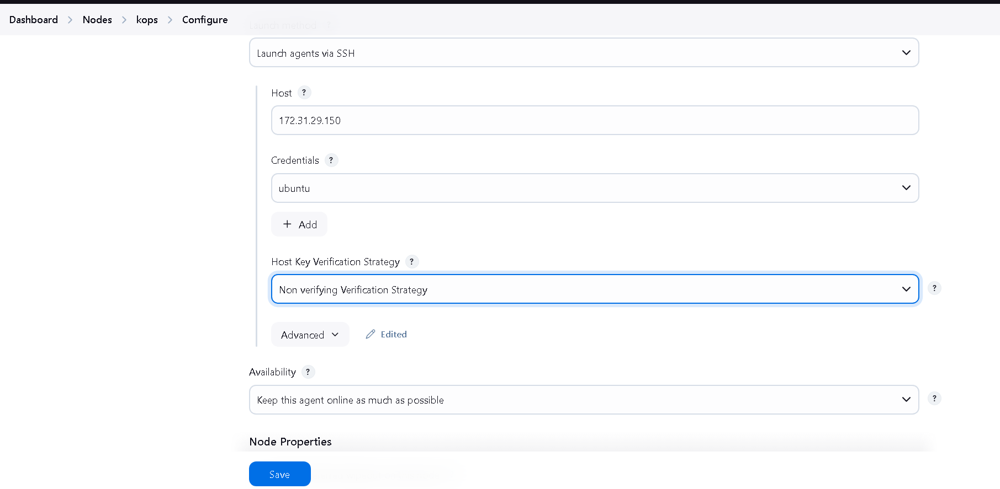 Dashboard > Nodes > kops > Configure
Launch method ?
Launch agents via SSH
Host ?
172.31.29.150
Credentials ?
ubuntu
+ Add
Host Key Verification Strategy ?
Non verifying Verification Strategy
?
Advanced
Edited
Availability ?
Keep this agent online as much as possible
?
Node Properties
Save